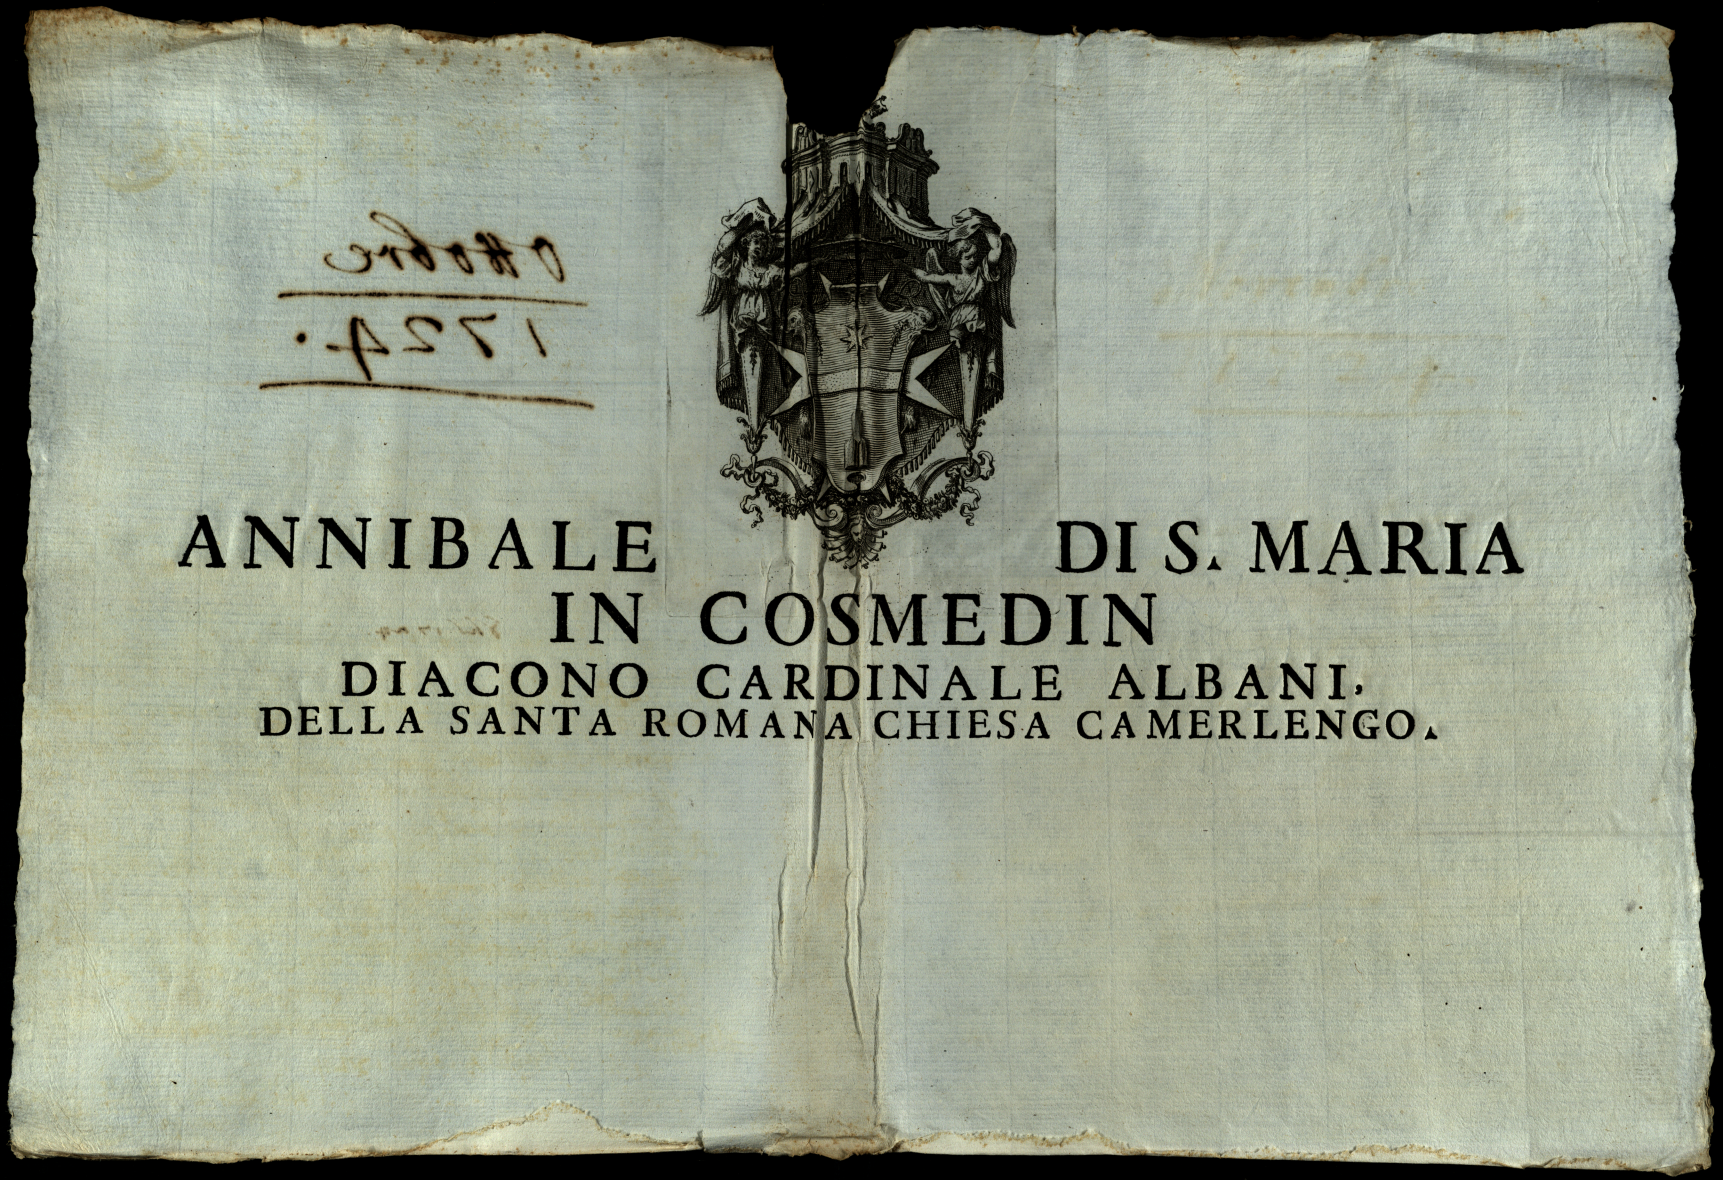 Ottobre
1724.
ANNIBALE DI S. MARIA
IN COSMEDIN
DIACONO CARDINALE ALBANI,
DELLA SANTA ROMANA CHIESA CAMERLENGO.